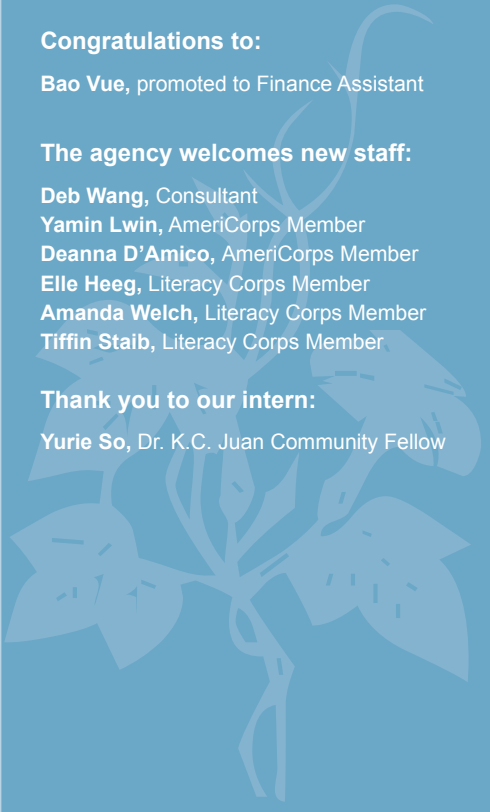 Congratulations to:
Bao Vue, promoted to Finance Assistant
The agency welcomes new staff:
Deb Wang, Consultant
Yamin Lwin, AmeriCorps Member
Deanna D’Amico, AmeriCorps Member
Elle Heeg, Literacy Corps Member
Amanda Welch, Literacy Corps Member
Tiffin Staib, Literacy Corps Member
Thank you to our intern:
Yurie So, Dr. K.C. Juan Community Fellow